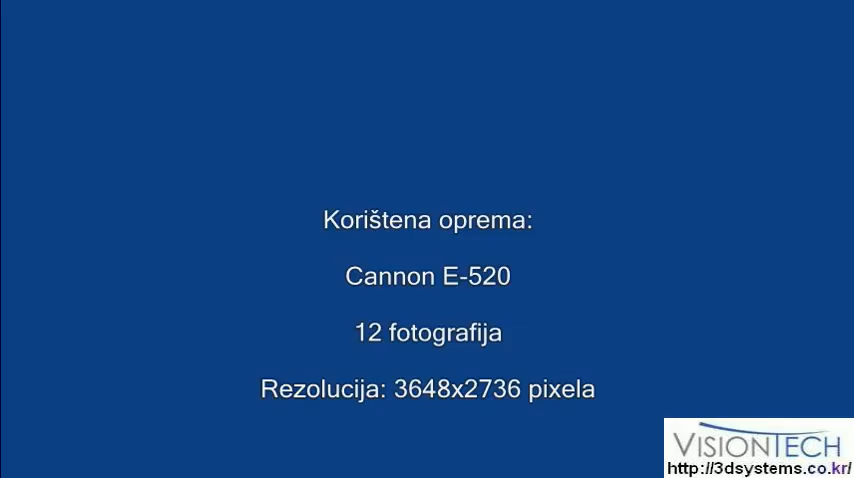 Korištena oprema:
Cannon E-520
12 fotografija
Rezolucija: 3648x2736 pixela
VISIONTECH
http://3dsystems.co.kr/